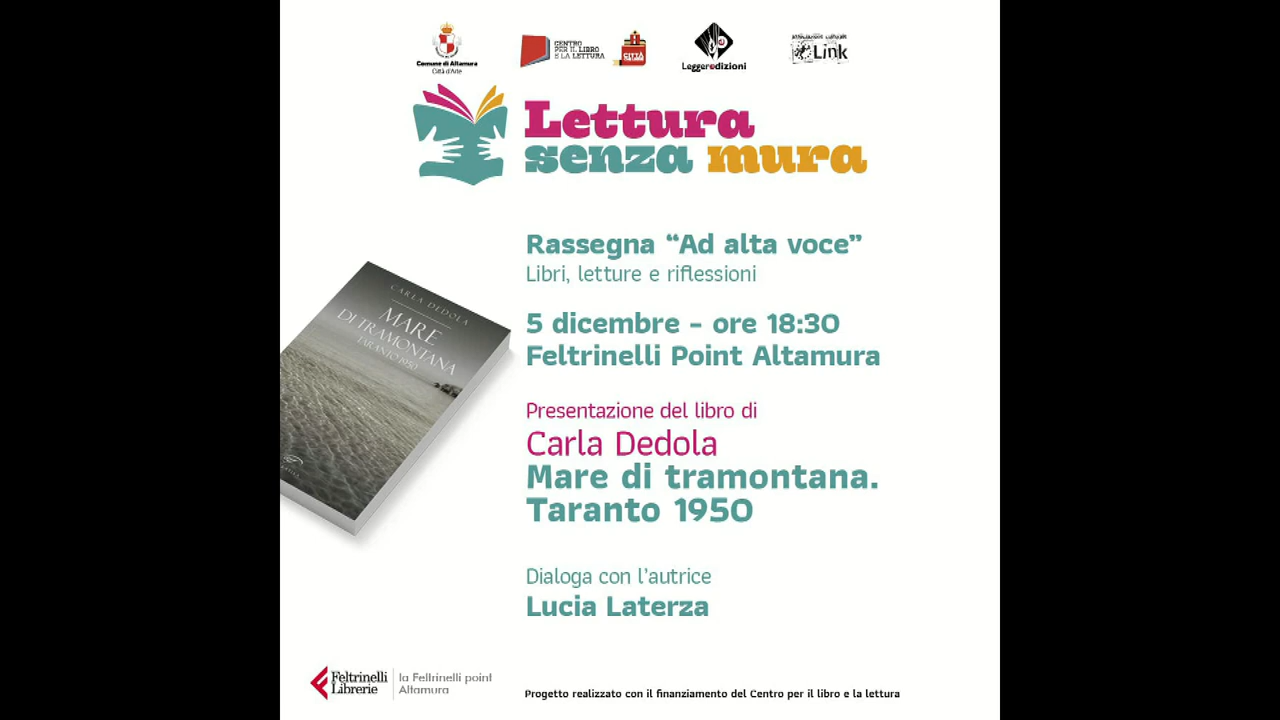 Comune di Altamura
Città d'Arte
CENTRO
PER IL LIBRO
E LA LETTURA
CITTÀ
Leggeredizioni
Link
Lettura
senza mura
Rassegna “Ad alta voce”
Libri, letture e riflessioni
5 dicembre - ore 18:30
Feltrinelli Point Altamura
CARLA DEDOLA
MARE
DI TRAMONTANA
TARANTO 1950
Presentazione del libro di
Carla Dedola
Mare di tramontana.
Taranto 1950
Dialoga con l'autrice
Lucia Laterza
Feltrinelli
Librerie
la Feltrinelli point
Altamura
Progetto realizzato con il finanziamento del Centro per il libro e la lettura